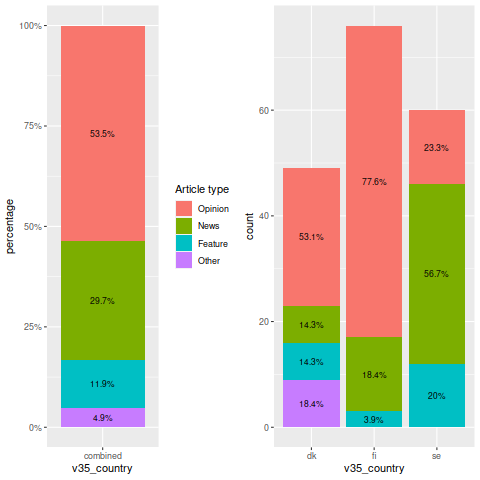 100%
75%
50%
25%
0%
percentage
53.5%
29.7%
11.9%
4.9%
combined
v35_country
Article type
Opinion
News
Feature
Other
60
40
20
0
count
53.1%
14.3%
14.3%
18.4%
77.6%
18.4%
3.9%
23.3%
56.7%
20%
dk fi se
v35_country